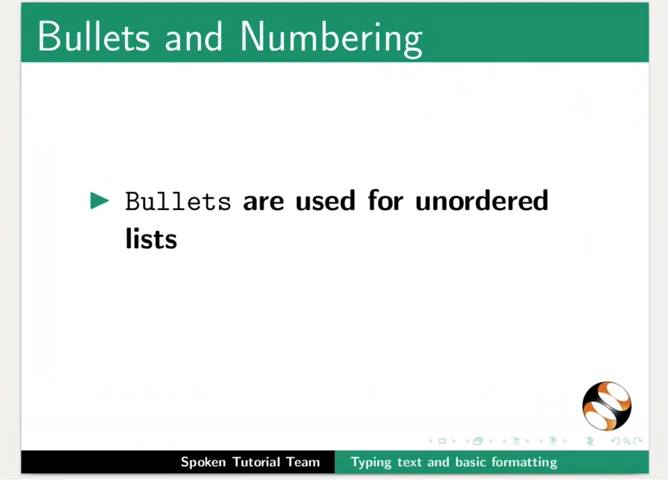 Bullets and Numbering
Bullets are used for unordered
lists
Spoken Tutorial Team
Typing text and basic formatting